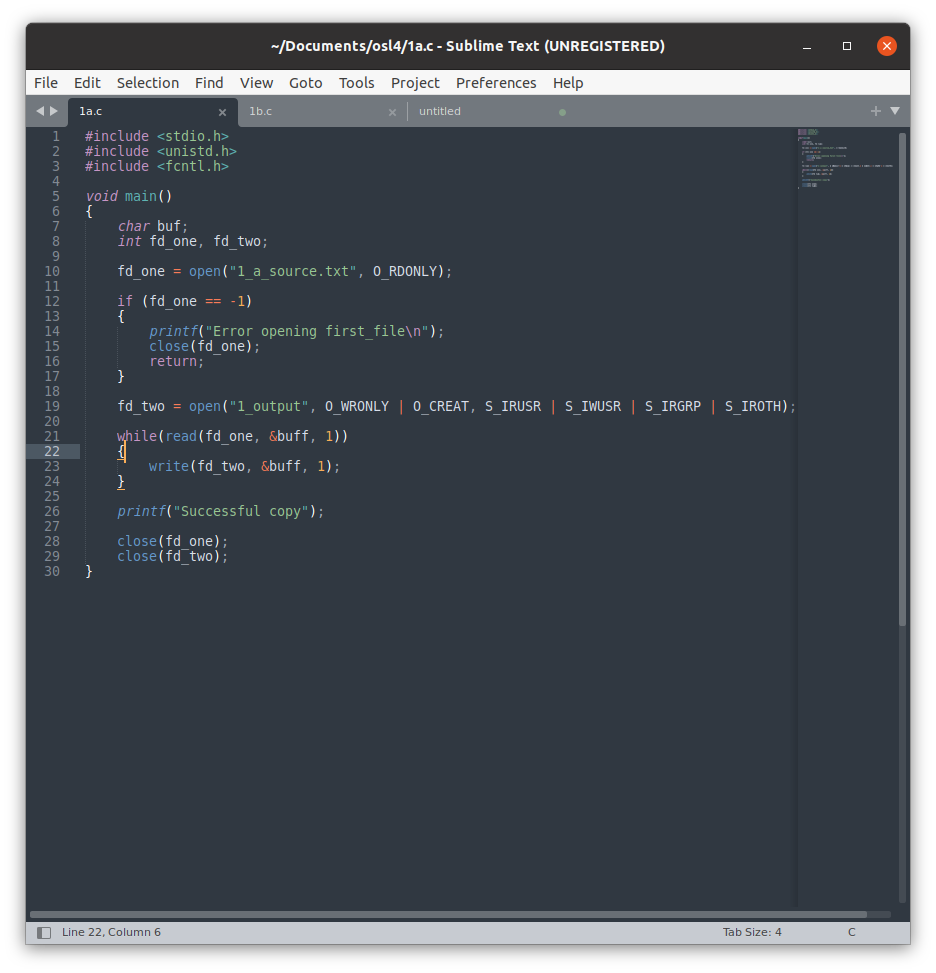 ~/Documents/osl4/1a.c - Sublime Text (UNREGISTERED)
File Edit Selection Find View Goto Tools Project Preferences Help
1a.c 1b.c untitled
1 #include <stdio.h>
2 #include <unistd.h>
3 #include <fcntl.h>
4
5 void main()
6 {
7     char buf;
8     int fd_one, fd_two;
9
10     fd_one = open("1_a_source.txt", O_RDONLY);
11
12     if (fd_one == -1)
13     {
14         printf("Error opening first_file\n");
15         close(fd_one);
16         return;
17     }
18
19     fd_two = open("1_output", O_WRONLY | O_CREAT, S_IRUSR | S_IWUSR | S_IRGRP | S_IROTH);
20
21     while(read(fd_one, &buff, 1))
22     {
23         write(fd_two, &buff, 1);
24     }
25
26     printf("Successful copy");
27
28     close(fd_one);
29     close(fd_two);
30 }
Line 22, Column 6 Tab Size: 4 C